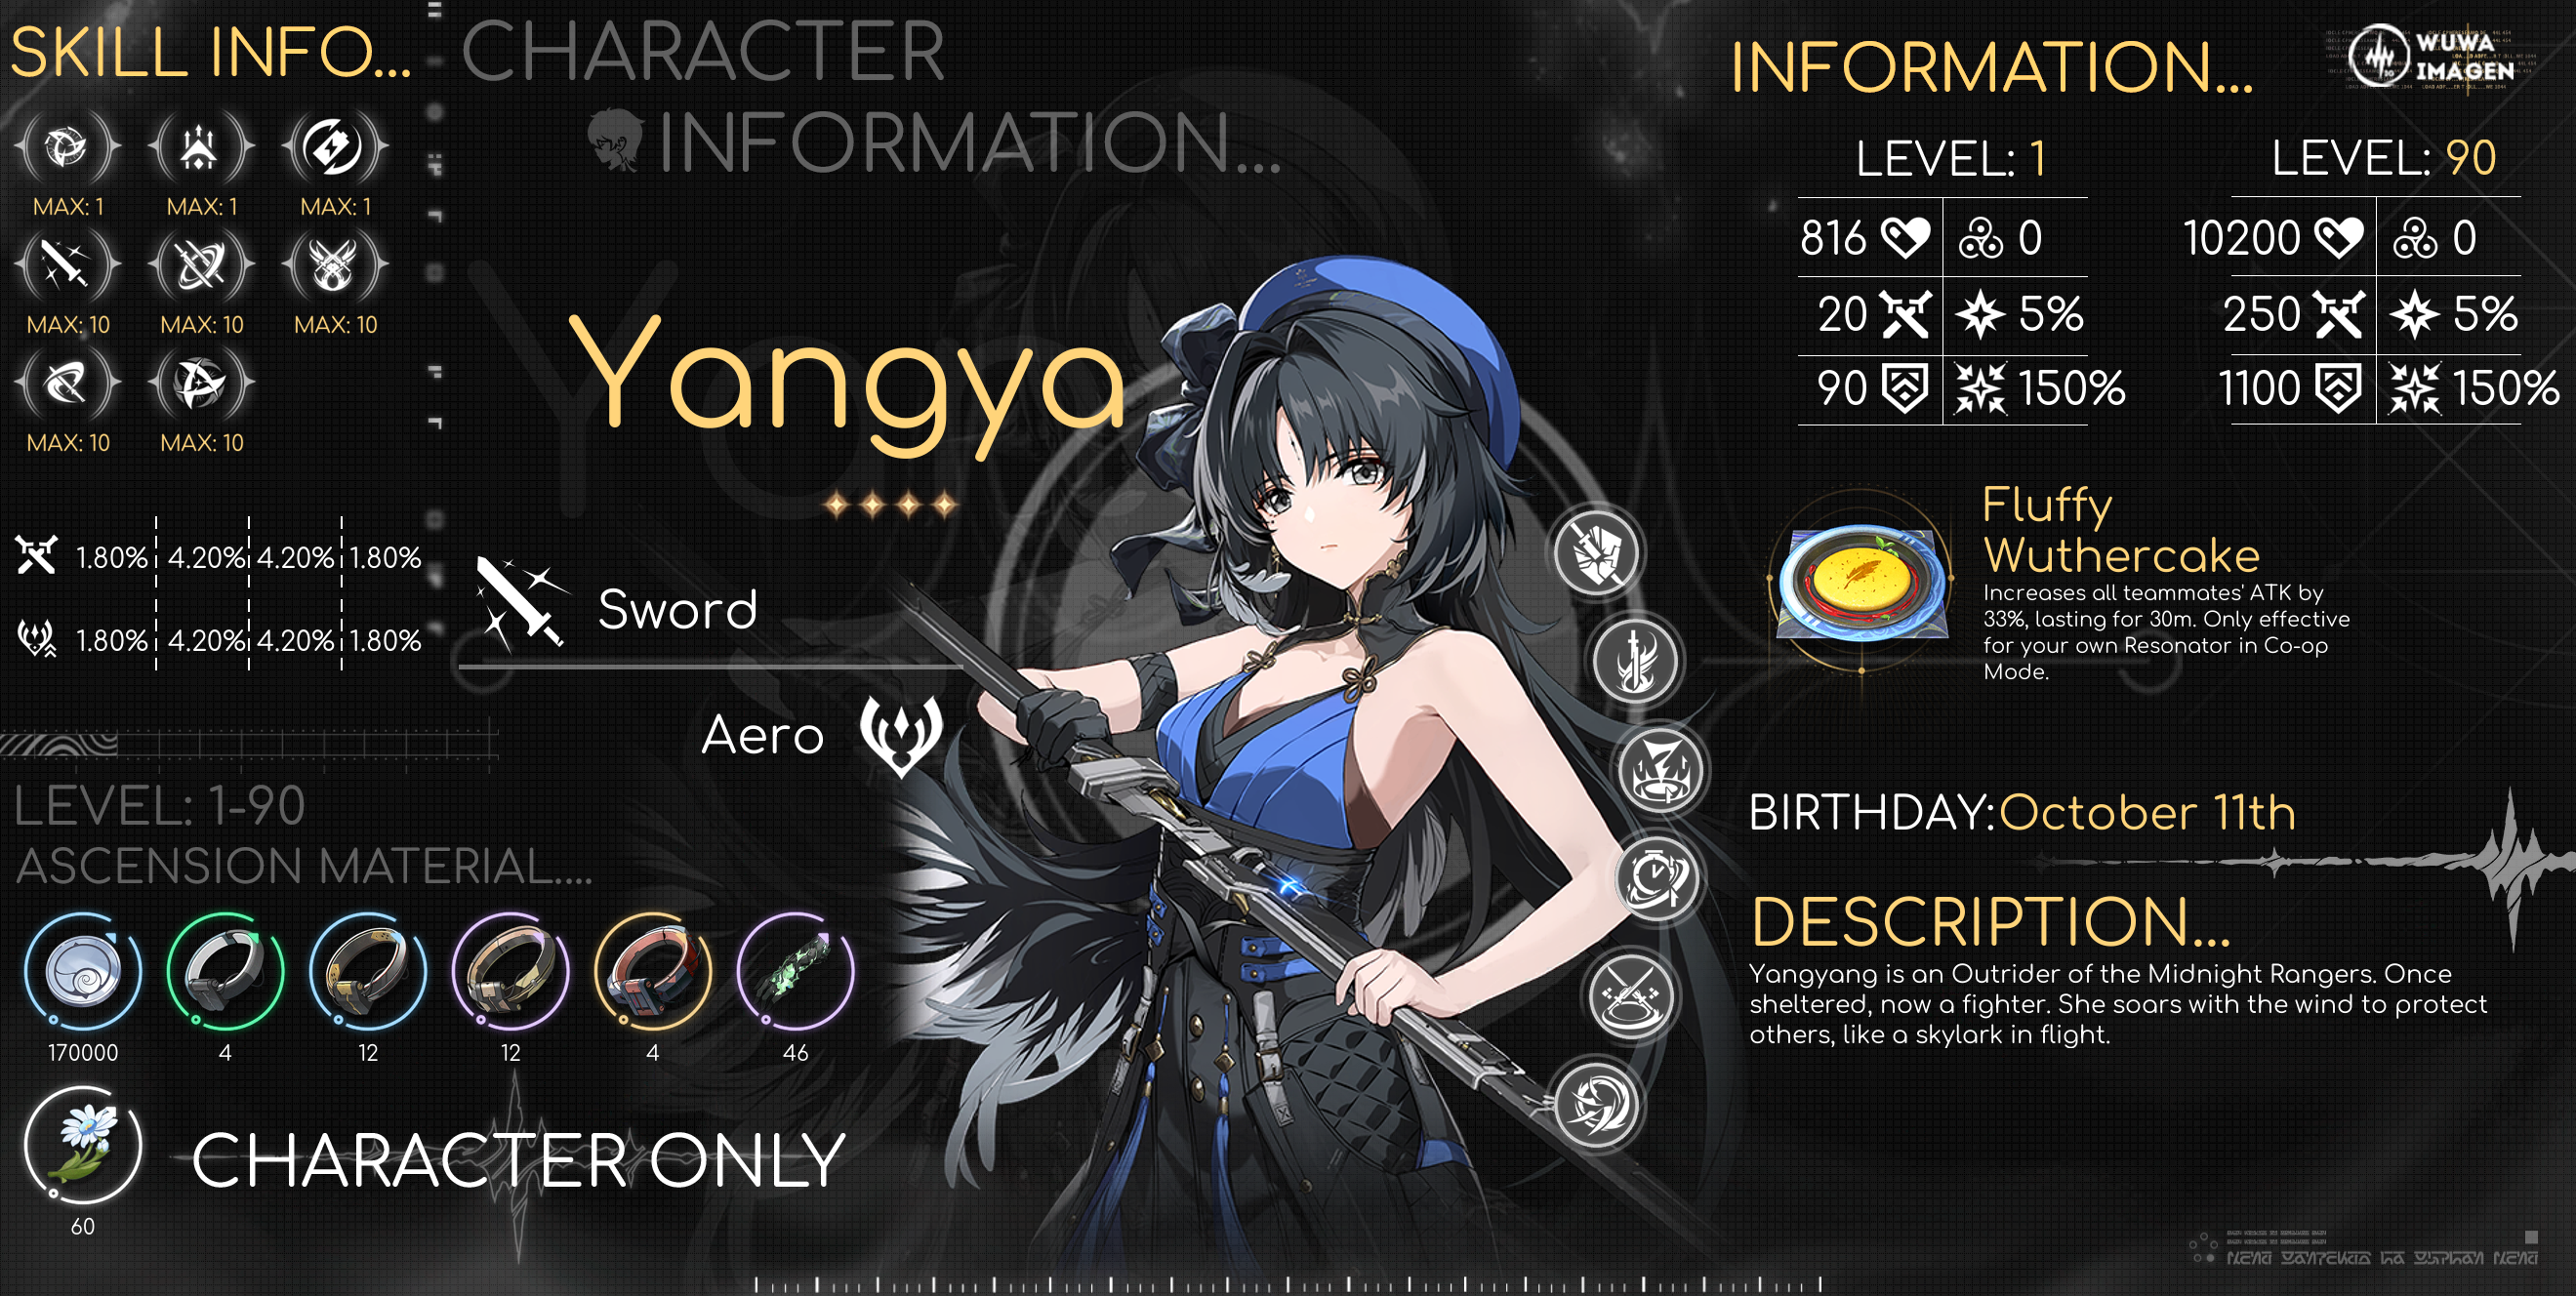 SKILL INFO...
MAX: 1
MAX: 1
MAX: 1
MAX: 10
MAX: 10
MAX: 10
MAX: 10
MAX: 10
1.80% 4.20% 4.20% 1.80%
1.80% 4.20% 4.20% 1.80%
LEVEL: 1-90
ASCENSION MATERIAL....
170000
4
12
12
4
46
60
CHARACTER ONLY
CHARACTER
INFORMATION...
Yangya
Sword
Aero
INFORMATION...
WUWA
IMAGEN
LEVEL: 1
816 0
20 5%
90 150%
LEVEL: 90
10200 0
250 5%
1100 150%
Fluffy
Wuthercake
Increases all teammates' ATK by
33%, lasting for 30m. Only effective
for your own Resonator in Co-op
Mode.
BIRTHDAY:October 11th
DESCRIPTION...
Yangyang is an Outrider of the Midnight Rangers. Once
sheltered, now a fighter. She soars with the wind to protect
others, like a skylark in flight.